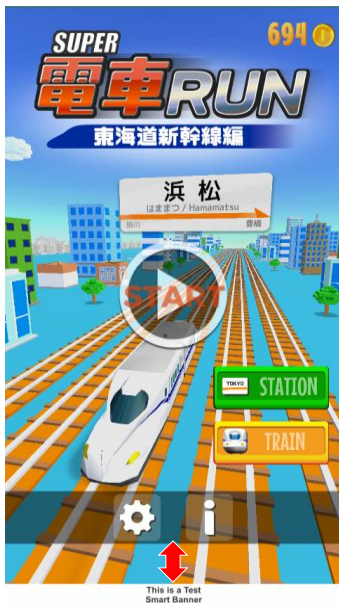 694
SUPER
電車RUN
東海道新幹線編
浜松
はままつ / Hamamatsu
掛川 豊橋
START
TOKYO STATION
TRAIN
i
This is a Test
Smart Banner